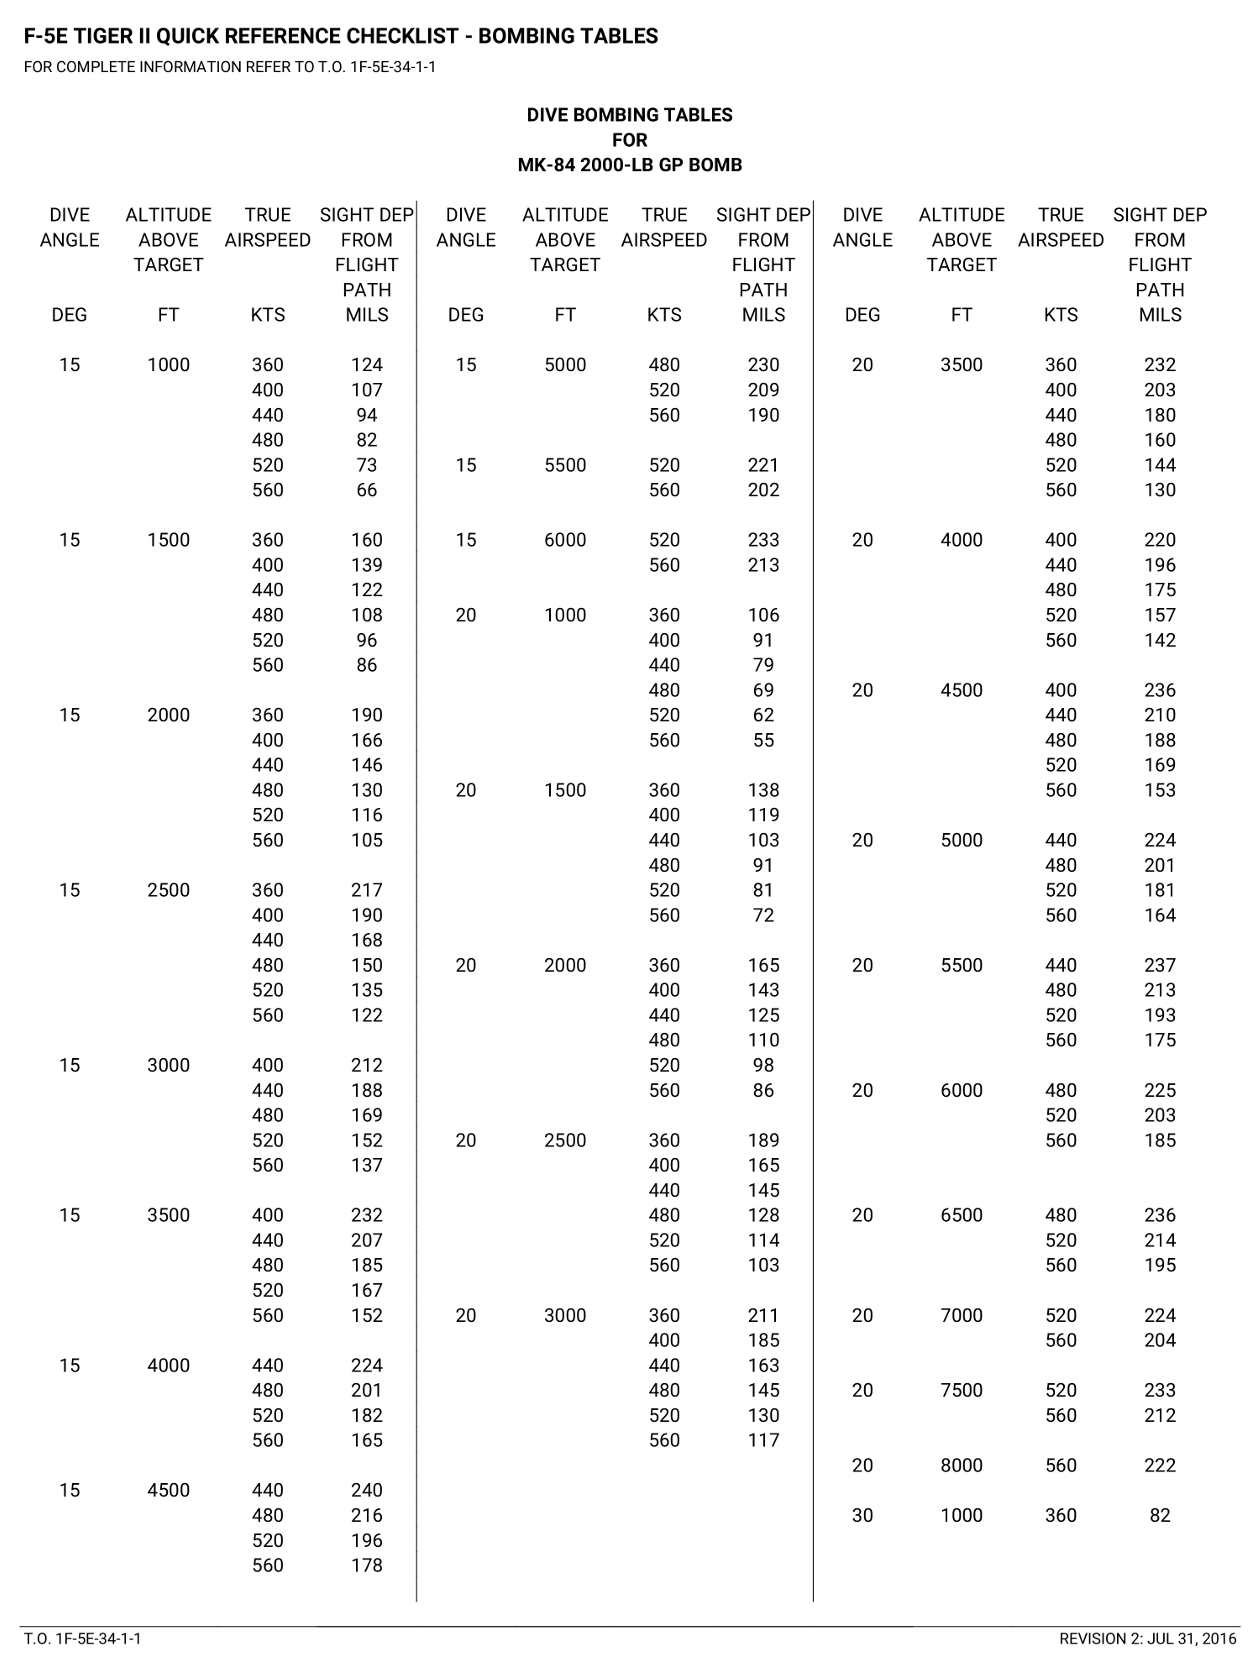 F-5E TIGER II QUICK REFERENCE CHECKLIST - BOMBING TABLES
FOR COMPLETE INFORMATION REFER TO T.O. 1F-5E-34-1-1
DIVE BOMBING TABLES
FOR
MK-84 2000-LB GP BOMB
DIVE ALTITUDE TRUE SIGHT DEP
ANGLE ABOVE AIRSPEED FROM
TARGET FLIGHT
PATH
DEG FT KTS MILS
15 1000 360 124
400 107
440 94
480 82
520 73
560 66
15 1500 360 160
400 139
440 122
480 108
520 96
560 86
15 2000 360 190
400 166
440 146
480 130
520 116
560 105
15 2500 360 217
400 190
440 168
480 150
520 135
560 122
15 3000 400 212
440 188
480 169
520 152
560 137
15 3500 400 232
440 207
480 185
520 167
560 152
15 4000 440 224
480 201
520 182
560 165
15 4500 440 240
480 216
520 196
560 178
DIVE ALTITUDE TRUE SIGHT DEP
ANGLE ABOVE AIRSPEED FROM
TARGET FLIGHT
PATH
DEG FT KTS MILS
15 5000 480 230
520 209
560 190
15 5500 520 221
560 202
15 6000 520 233
560 213
20 1000 360 106
400 91
440 79
480 69
520 62
560 55
20 1500 360 138
400 119
440 103
480 91
520 81
560 72
20 2000 360 165
400 143
440 125
480 110
520 98
560 86
20 2500 360 189
400 165
440 145
480 128
520 114
560 103
20 3000 360 211
400 185
440 163
480 145
520 130
560 117
DIVE ALTITUDE TRUE SIGHT DEP
ANGLE ABOVE AIRSPEED FROM
TARGET FLIGHT
PATH
DEG FT KTS MILS
20 3500 360 232
400 203
440 180
480 160
520 144
560 130
20 4000 400 220
440 196
480 175
520 157
560 142
20 4500 400 236
440 210
480 188
520 169
560 153
20 5000 440 224
480 201
520 181
560 164
20 5500 440 237
480 213
520 193
560 175
20 6000 480 225
520 203
560 185
20 6500 480 236
520 214
560 195
20 7000 520 224
560 204
20 7500 520 233
560 212
20 8000 560 222
30 1000 360 82
T.O. 1F-5E-34-1-1 REVISION 2: JUL 31, 2016